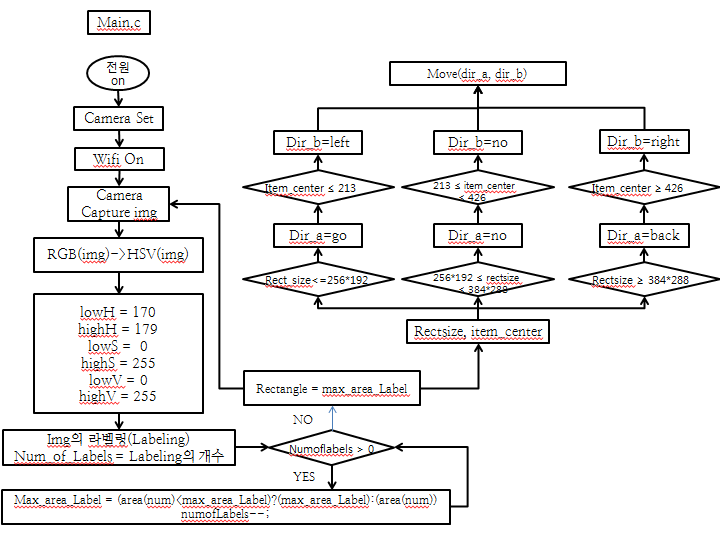 Main.c
전원
on
Camera Set
Wifi On
Camera
Capture img
RGB(img)->HSV(img)
lowH = 170
highH = 179
lowS = 0
highS = 255
lowV = 0
highV = 255
Img의 라벨링(Labeling)
Num_of_Labels = Labeling의 개수
Numoflabels > 0
NO
YES
Max_area_Label = (area(num)<max_area_Label)?(max_area_Label):(area(num))
numofLabels--;
Rectangle = max_area_Label
Rectsize, item_center
Rect_size<=256*192
256*192 ≤ rectsize
≤ 384*288
Rectsize ≥ 384*288
Dir_a=go
Dir_a=no
Dir_a=back
Item_center ≤ 213
213 ≤ item_center
≤ 426
Item_center ≥ 426
Dir_b=left
Dir_b=no
Dir_b=right
Move(dir_a, dir_b)